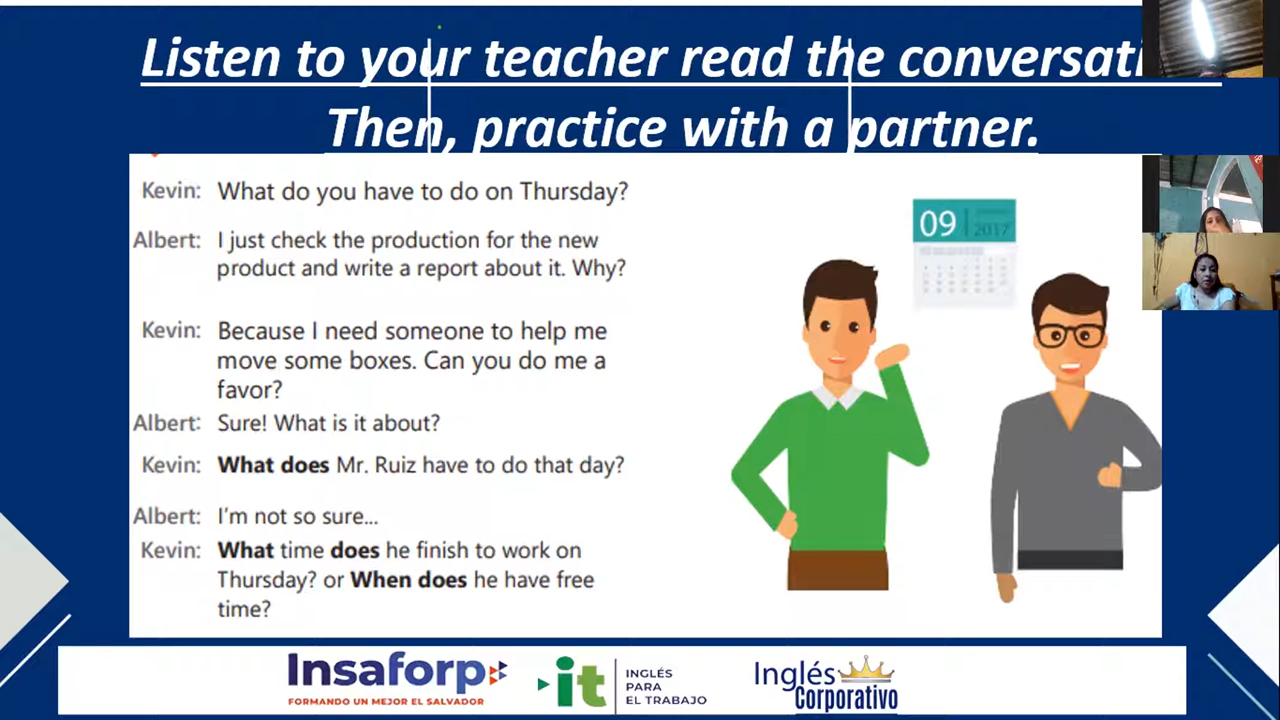 Listen to your teacher read the conversati
Then, practice with a partner.
Kevin: What do you have to do on Thursday?
Albert: I just check the production for the new
product and write a report about it. Why?
Kevin: Because I need someone to help me
move some boxes. Can you do me a
favor?
Albert: Sure! What is it about?
Kevin: What does Mr. Ruiz have to do that day?
Albert: I'm not so sure...
Kevin: What time does he finish to work on
Thursday? or When does he have free
time?
09
2017
Insaforp
FORMANDO UN MEJOR EL SALVADOR
it
INGLÉS
PARA
EL TRABAJO
Inglés
Corporativo